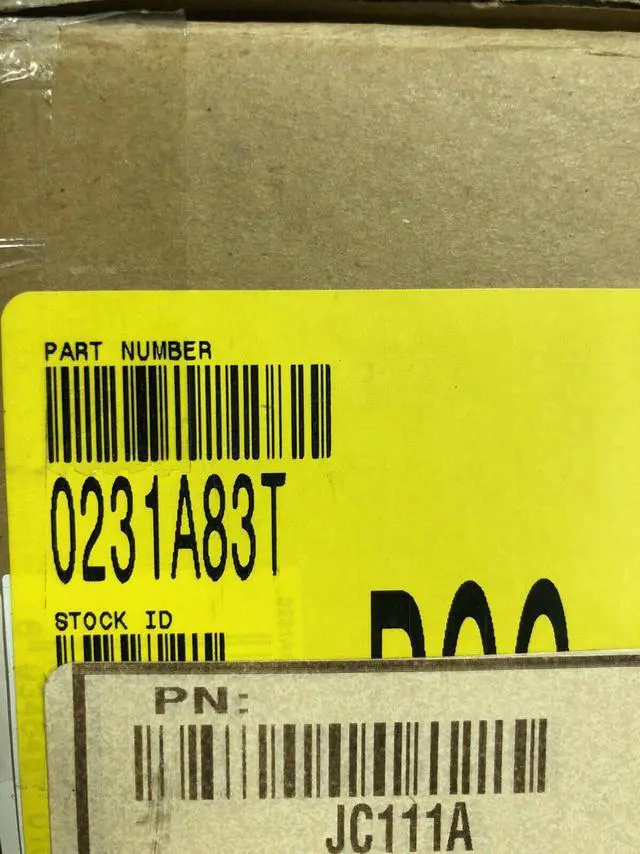 PART NUMBER
0231A83T
STOCK ID
PN:
JC111A